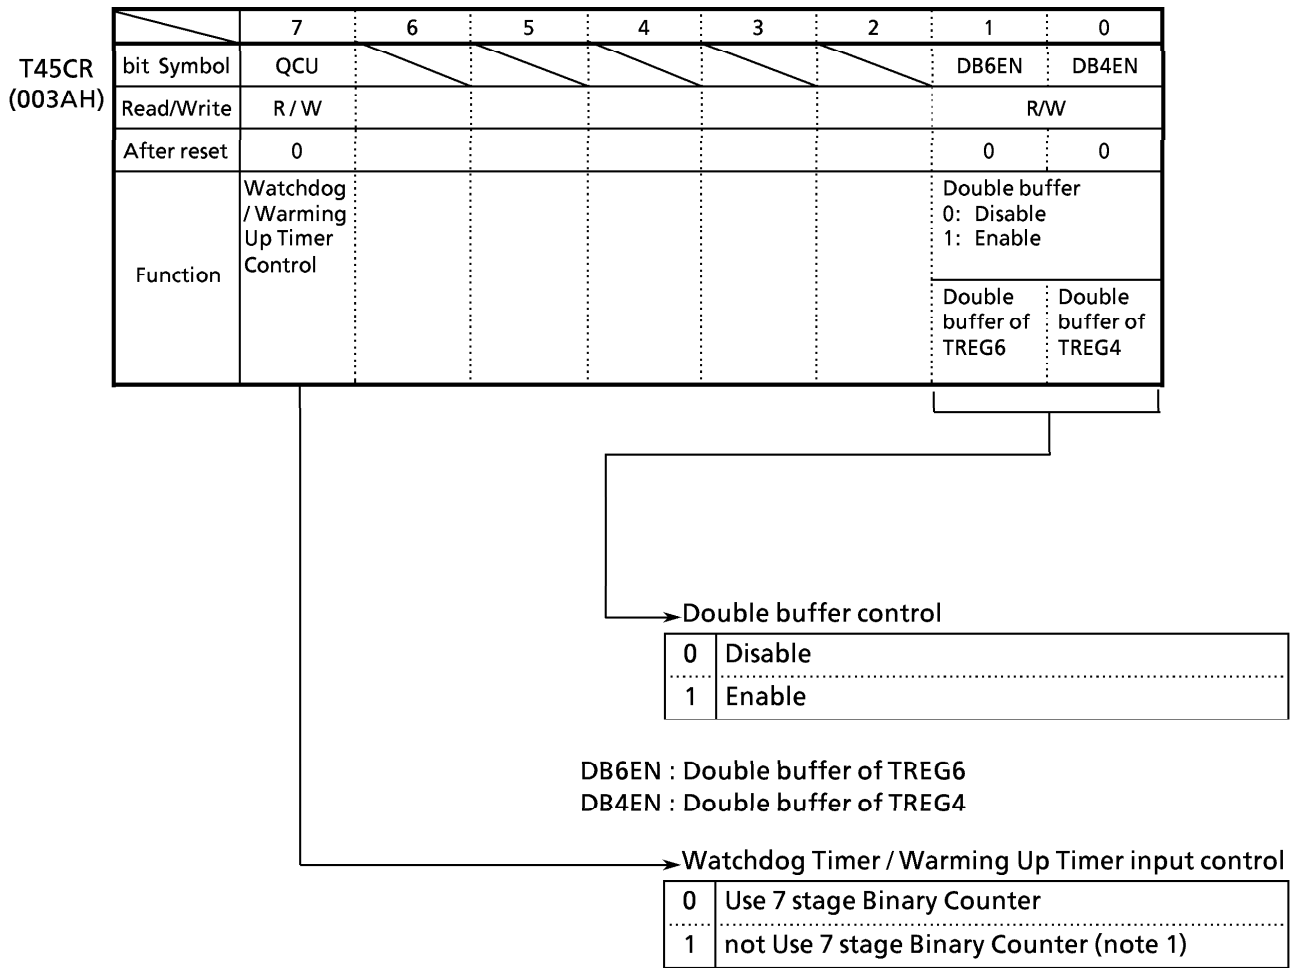 7 6 5 4 3 2 1 0
T45CR
(003AH)
bit Symbol QCU DB6EN DB4EN
Read/Write R/W R/W
After reset 0 0 0
Function
Watchdog
/ Warming
Up Timer
Control
Double buffer
0: Disable
1: Enable
Double
buffer of
TREG6
Double
buffer of
TREG4
Double buffer control
0 Disable
1 Enable
DB6EN : Double buffer of TREG6
DB4EN : Double buffer of TREG4
Watchdog Timer / Warming Up Timer input control
0 Use 7 stage Binary Counter
1 not Use 7 stage Binary Counter (note 1)